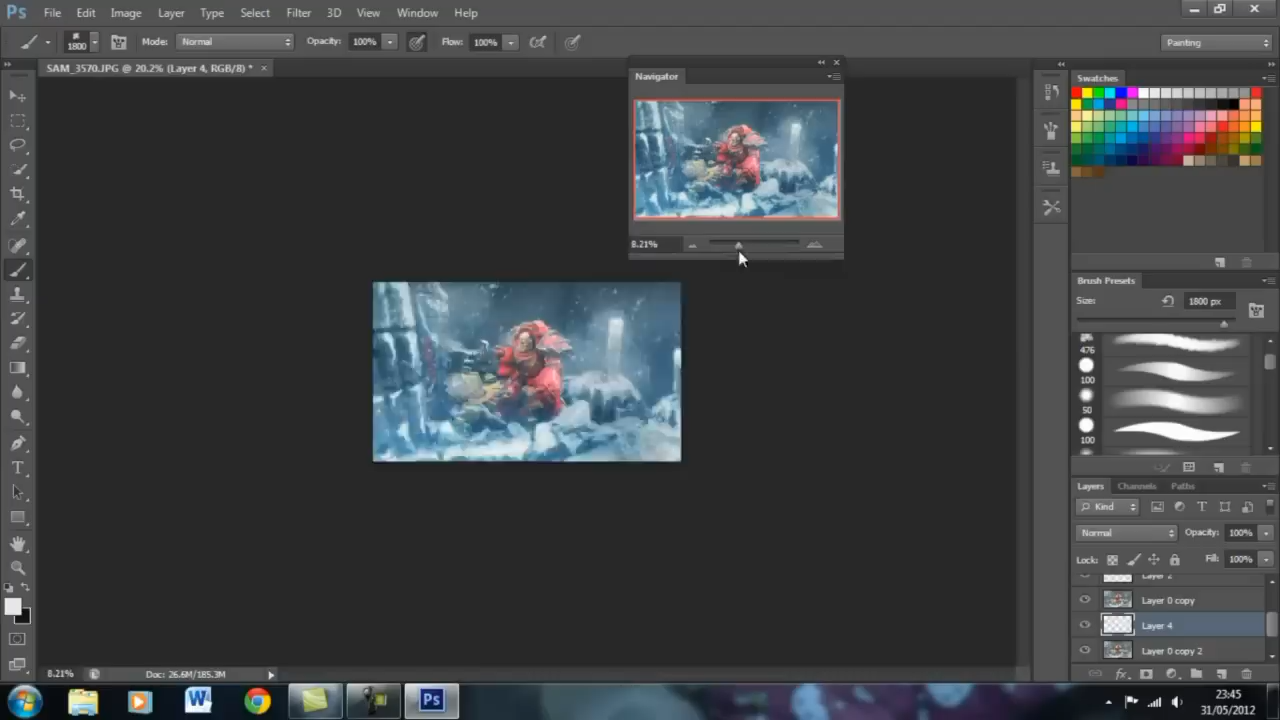 Ps File Edit Image Layer Type Select Filter 3D View Window Help
1800 Mode: Normal Opacity: 100% Flow: 100% Painting
SAM_3570.JPG @ 20.2% (Layer 4, RGB/8) * ×
Navigator
8.21%
Swatches
Brush Presets
Size: 1800 px
476
100
50
100
Layers Channels Paths
Kind
Normal Opacity: 100%
Lock: Fill: 100%
Layer 2
Layer 0 copy
Layer 4
Layer 0 copy 2
8.21% Doc: 26.6M/185.3M
W Ps
23:45
31/05/2012